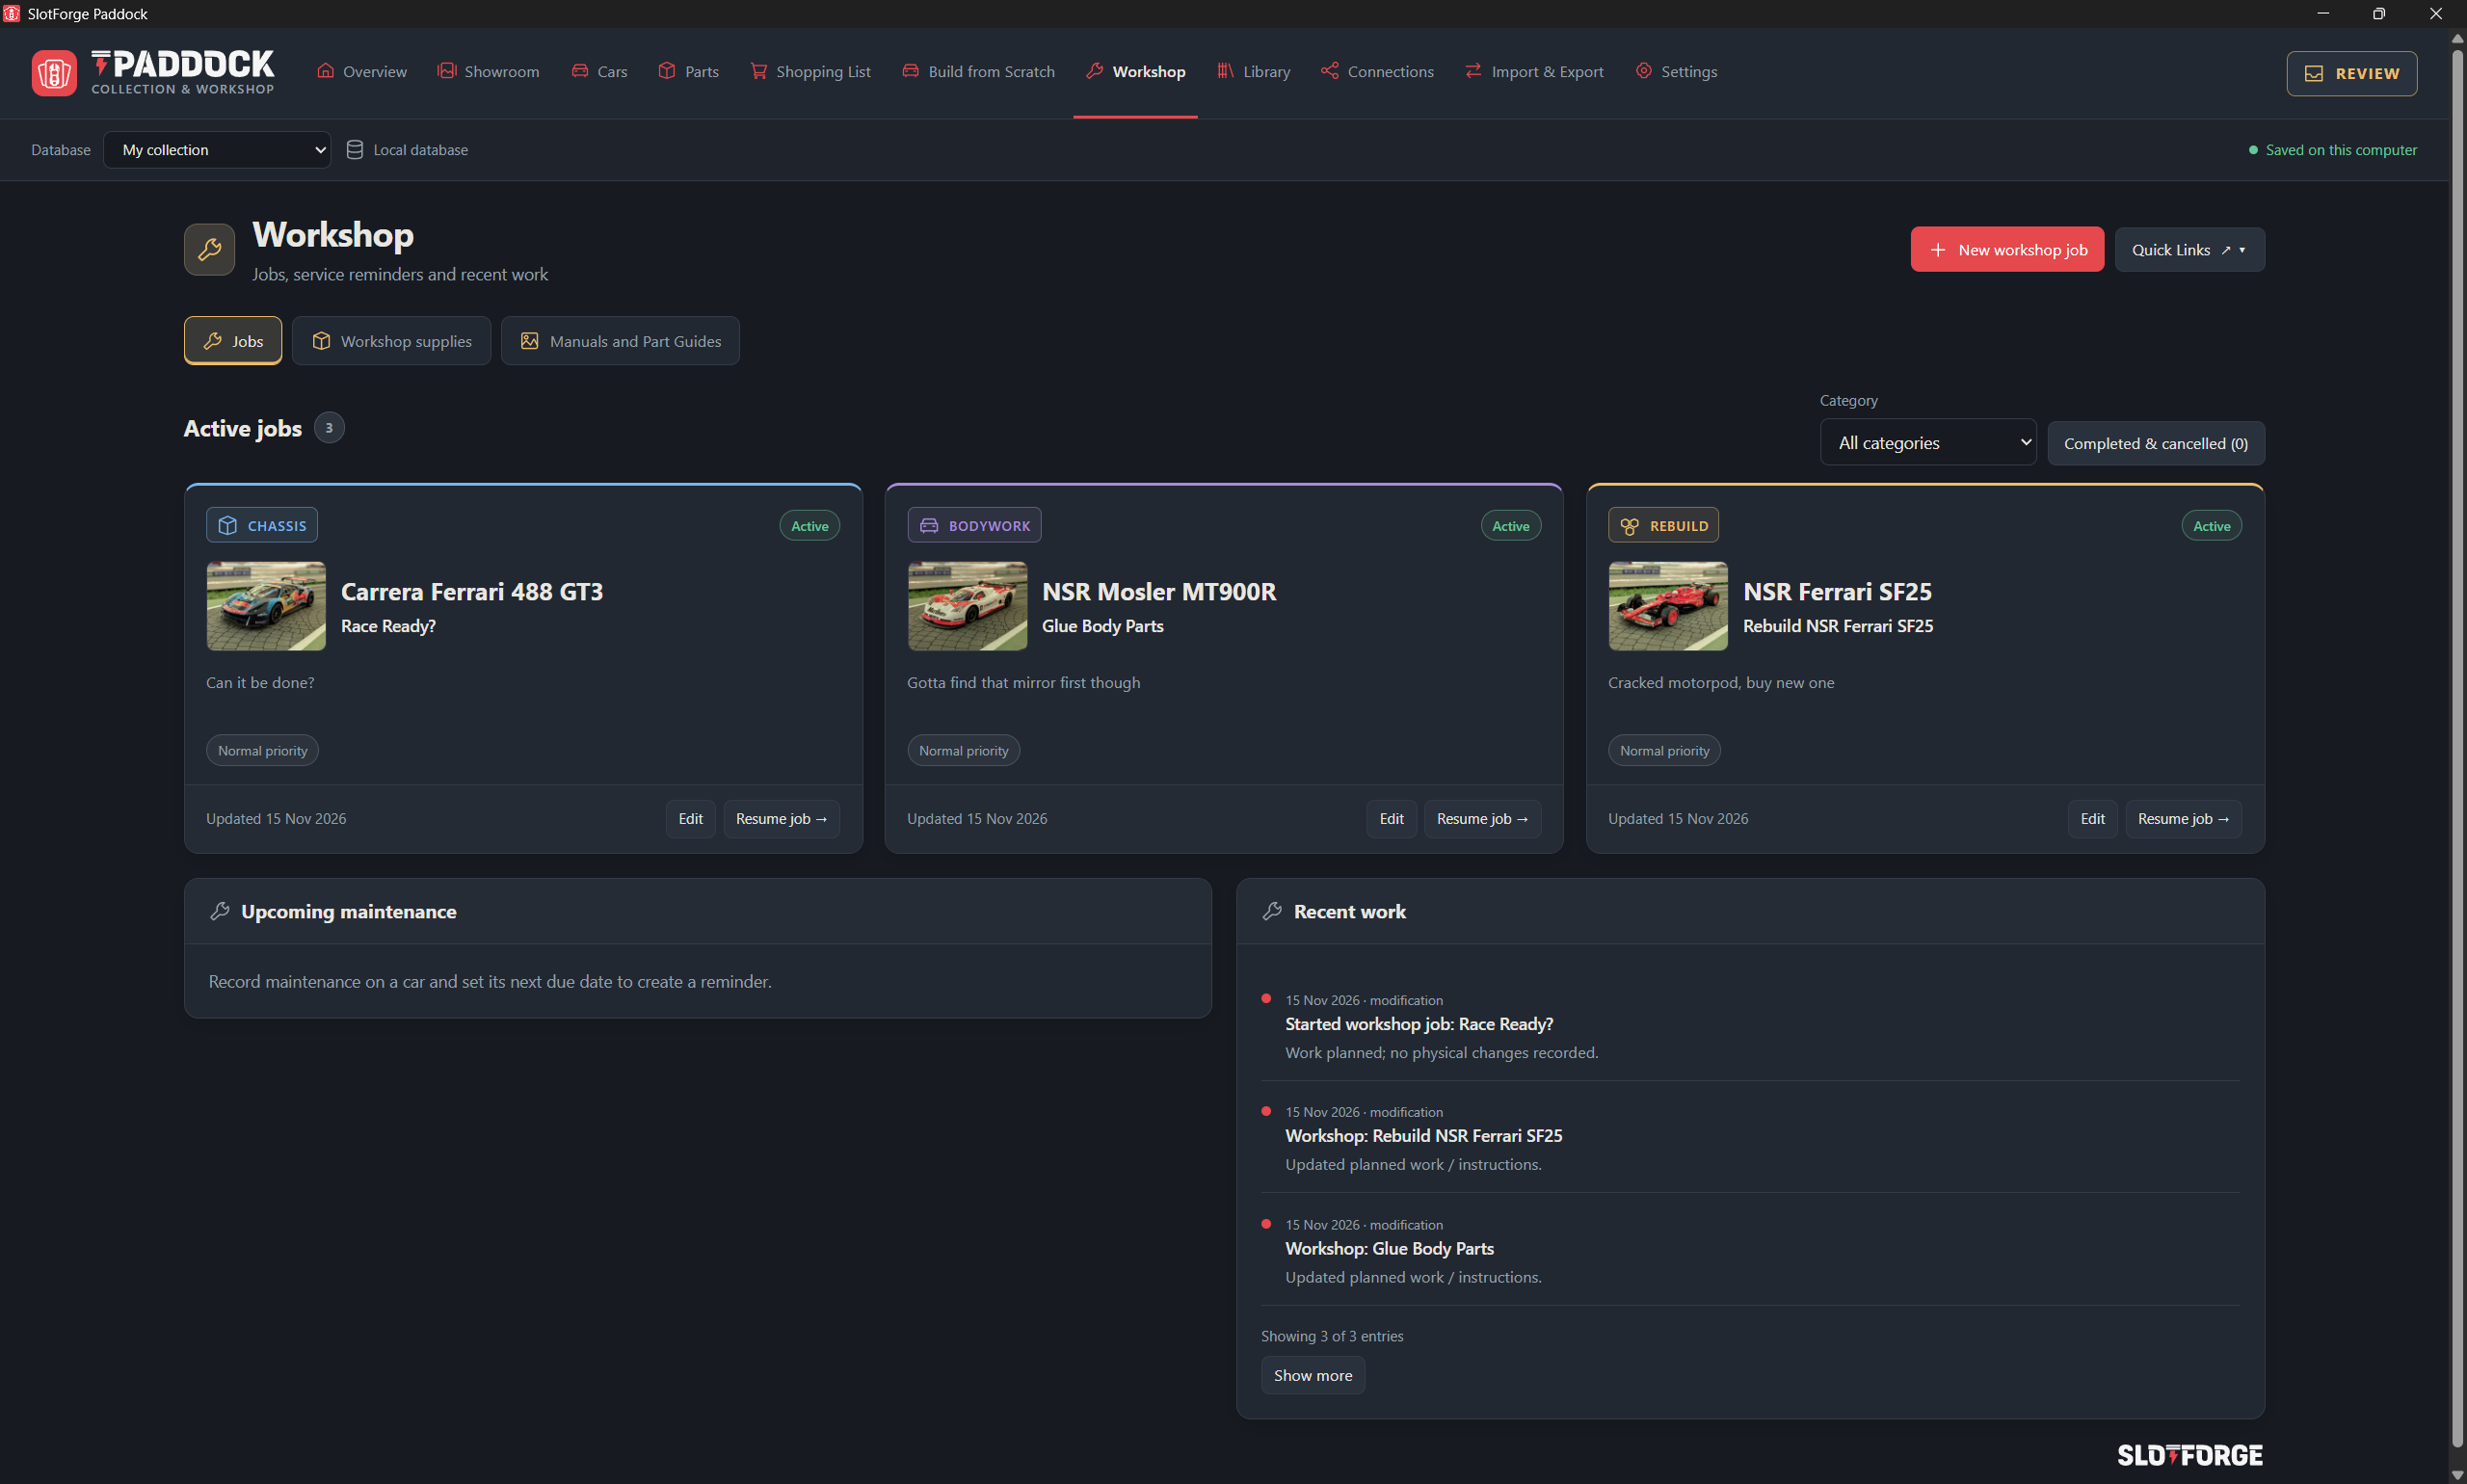 SlotForge Paddock
PADDOCK
COLLECTION & WORKSHOP
Overview
Showroom
Cars
Parts
Shopping List
Build from Scratch
Workshop
Library
Connections
Import & Export
Settings
REVIEW
Database
My collection
Local database
Saved on this computer
Workshop
Jobs, service reminders and recent work
New workshop job
Quick Links ↗ ▾
Jobs
Workshop supplies
Manuals and Part Guides
Active jobs 3
Category
All categories
Completed & cancelled (0)
CHASSIS
Active
Carrera Ferrari 488 GT3
Race Ready?
Can it be done?
Normal priority
Updated 15 Nov 2026
Edit
Resume job →
BODYWORK
Active
NSR Mosler MT900R
Glue Body Parts
Gotta find that mirror first though
Normal priority
Updated 15 Nov 2026
Edit
Resume job →
REBUILD
Active
NSR Ferrari SF25
Rebuild NSR Ferrari SF25
Cracked motorpod, buy new one
Normal priority
Updated 15 Nov 2026
Edit
Resume job →
Upcoming maintenance
Record maintenance on a car and set its next due date to create a reminder.
Recent work
15 Nov 2026 · modification
Started workshop job: Race Ready?
Work planned; no physical changes recorded.
15 Nov 2026 · modification
Workshop: Rebuild NSR Ferrari SF25
Updated planned work / instructions.
15 Nov 2026 · modification
Workshop: Glue Body Parts
Updated planned work / instructions.
Showing 3 of 3 entries
Show more
SLOTFORGE